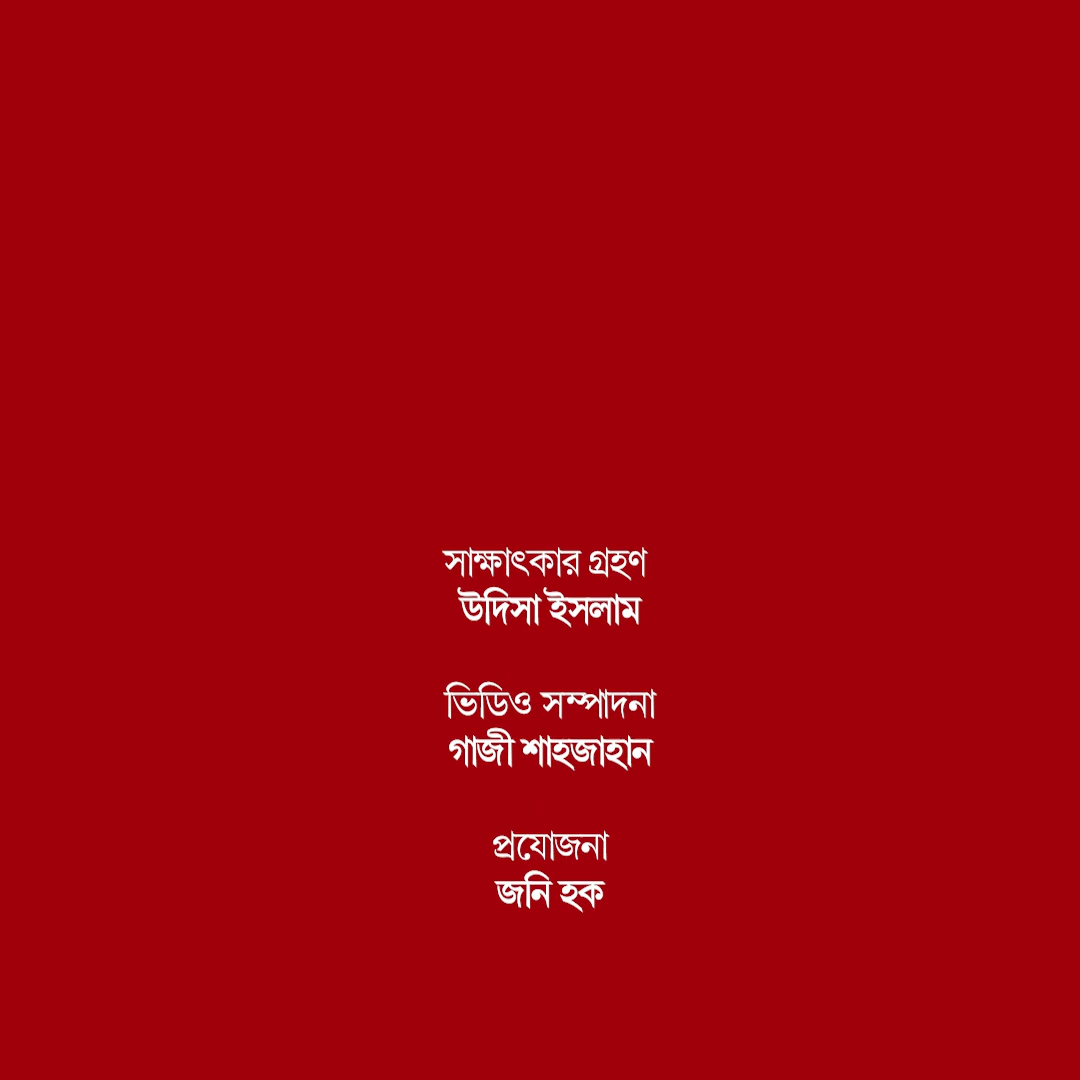 সাক্ষাৎকার গ্রহণ
উদিসা ইসলাম
ভিডিও সম্পাদনা
গাজী শাহজাহান
প্রযোজনা
জনি হক